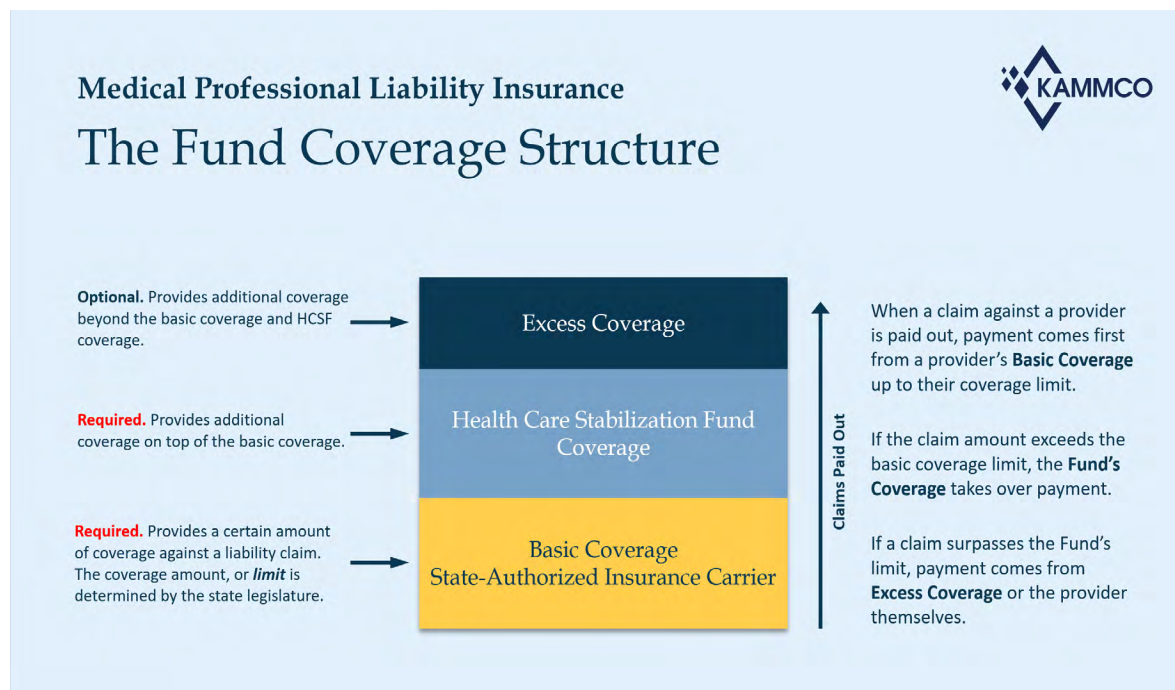 Medical Professional Liability Insurance
The Fund Coverage Structure
KAMMCO
Optional. Provides additional coverage
beyond the basic coverage and HCSF
coverage.
Excess Coverage
Required. Provides additional
coverage on top of the basic coverage.
Health Care Stabilization Fund
Coverage
Required. Provides a certain amount
of coverage against a liability claim.
The coverage amount, or limit is
determined by the state legislature.
Basic Coverage
State-Authorized Insurance Carrier
Claims Paid Out
When a claim against a provider
is paid out, payment comes first
from a provider’s Basic Coverage
up to their coverage limit.
If the claim amount exceeds the
basic coverage limit, the Fund’s
Coverage takes over payment.
If a claim surpasses the Fund’s
limit, payment comes from
Excess Coverage or the provider
themselves.